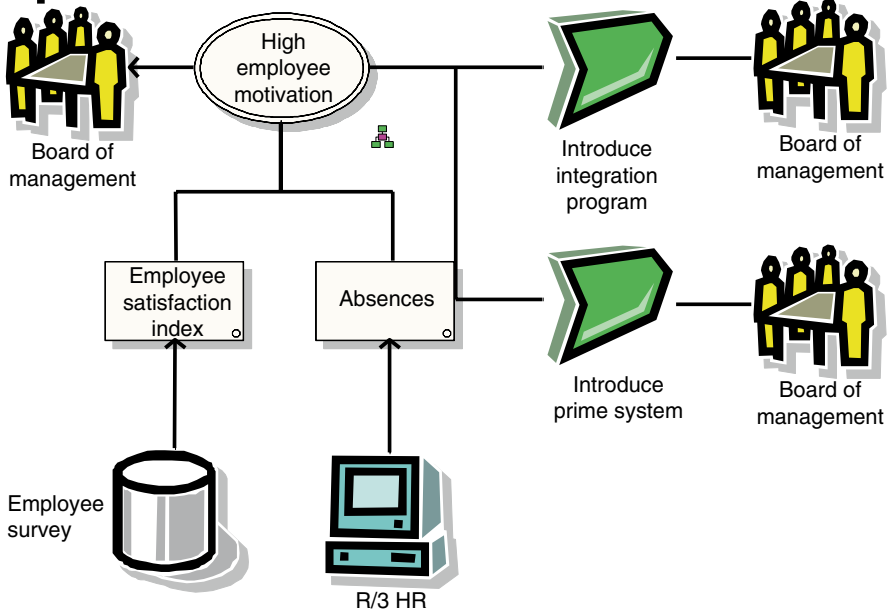 High
employee
motivation
Board of
management
Introduce
integration
program
Board of
management
Employee
satisfaction
index
Absences
Introduce
prime system
Board of
management
Employee
survey
R/3 HR